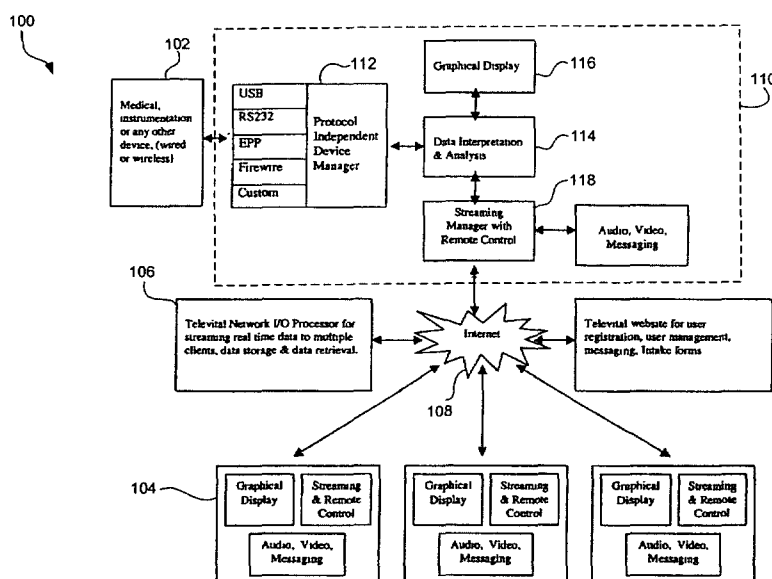 100
102
112
116
110
Medical,
instrumentation
or any other
device, (wired
or wireless)
USB
RS232
EPP
Firewire
Custom
Protocol
Independent
Device
Manager
Graphical Display
Data Interpretation
& Analysis
114
118
Streaming
Manager with
Remote Control
Audio, Video,
Messaging
106
Televital Network I/O Processor for
streaming real time data to multiple
clients, data storage & data retrieval.
Internet
108
Televital website for user
registration, user management,
messaging, Intake forms
104
Graphical
Display
Streaming
& Remote
Control
Audio, Video,
Messaging
Graphical
Display
Streaming
& Remote
Control
Audio, Video,
Messaging
Graphical
Display
Streaming
& Remote
Control
Audio, Video,
Messaging